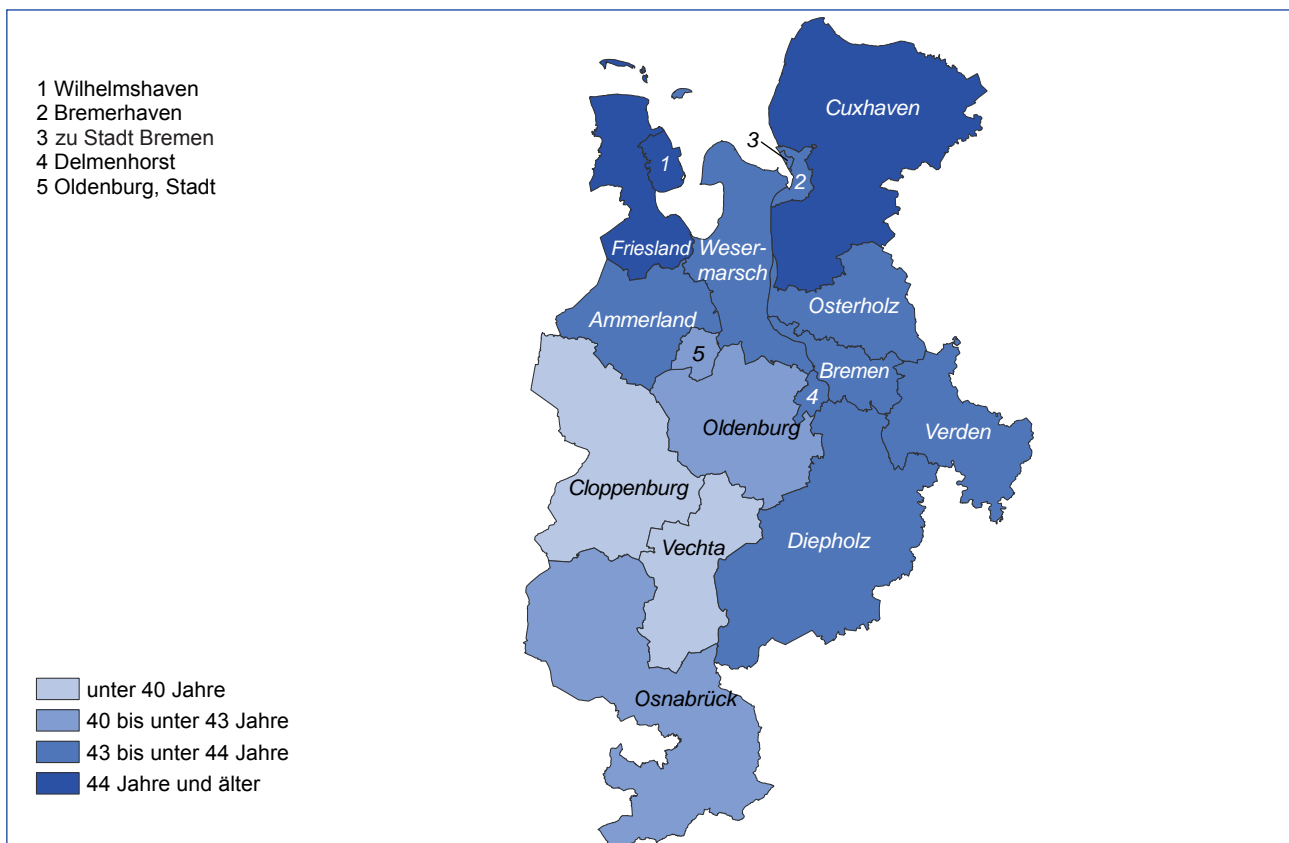 1 Wilhelmshaven
2 Bremerhaven
3 zu Stadt Bremen
4 Delmenhorst
5 Oldenburg, Stadt
Cuxhaven
3
1
2
Friesland
Weser-
marsch
Osterholz
Ammerland
5
Bremen
4
Oldenburg
Verden
Cloppenburg
Vechta
Diepholz
Osnabrück
unter 40 Jahre
40 bis unter 43 Jahre
43 bis unter 44 Jahre
44 Jahre und älter